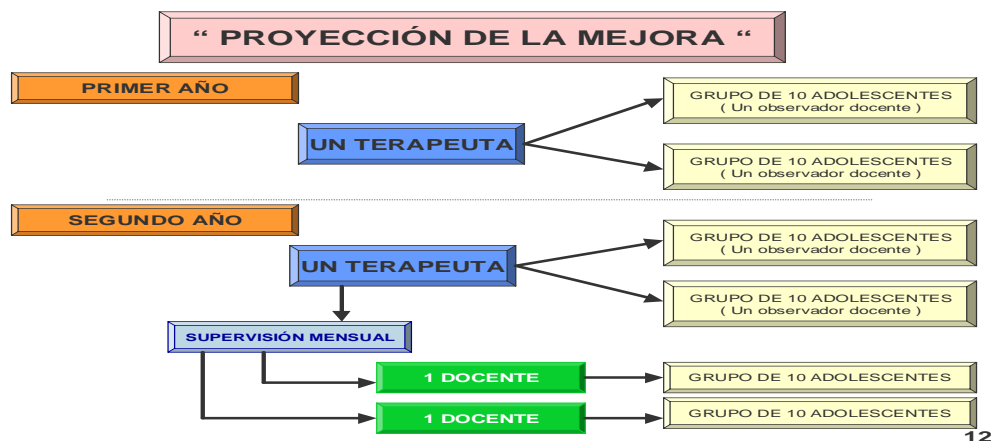 “ PROYECCIÓN DE LA MEJORA “
PRIMER AÑO
UN TERAPEUTA
GRUPO DE 10 ADOLESCENTES
( Un observador docente )
GRUPO DE 10 ADOLESCENTES
( Un observador docente )
SEGUNDO AÑO
UN TERAPEUTA
GRUPO DE 10 ADOLESCENTES
( Un observador docente )
GRUPO DE 10 ADOLESCENTES
( Un observador docente )
SUPERVISIÓN MENSUAL
1 DOCENTE
GRUPO DE 10 ADOLESCENTES
1 DOCENTE
GRUPO DE 10 ADOLESCENTES
12